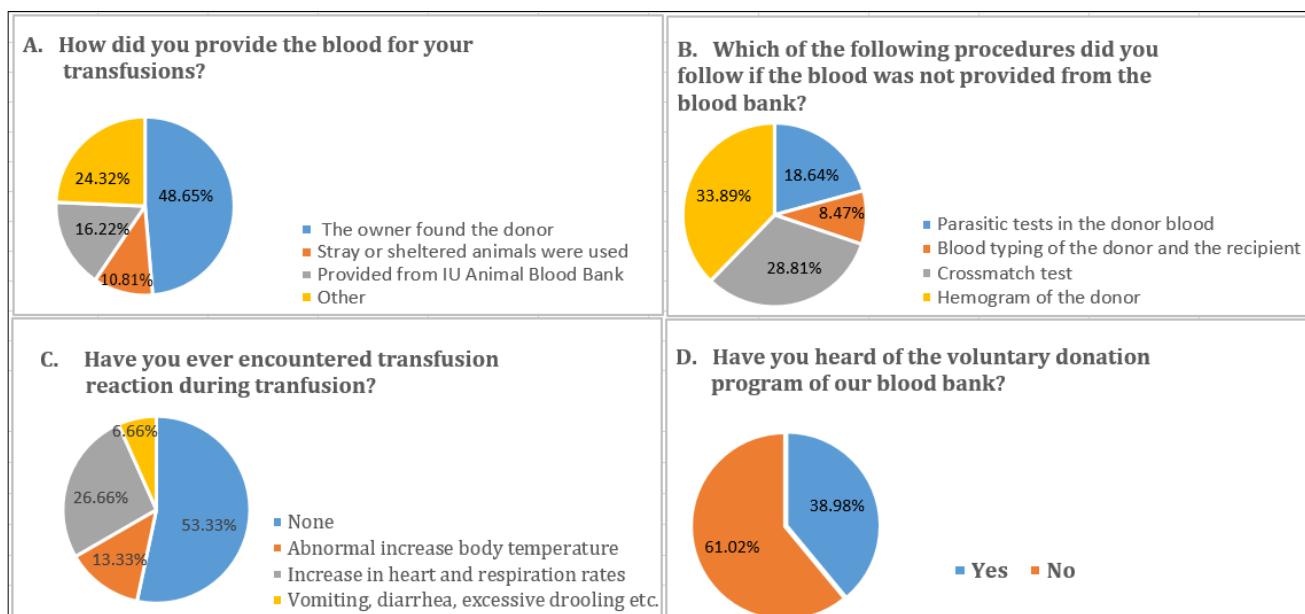 A. How did you provide the blood for your
transfusions?
24.32%
48.65%
16.22%
10.81%
The owner found the donor
Stray or sheltered animals were used
Provided from IU Animal Blood Bank
Other
B. Which of the following procedures did you
follow if the blood was not provided from the
blood bank?
18.64%
33.89%
8.47%
28.81%
Parasitic tests in the donor blood
Blood typing of the donor and the recipient
Crossmatch test
Hemogram of the donor
C. Have you ever encountered transfusion
reaction during tranfusion?
6.66%
26.66%
53.33%
13.33%
None
Abnormal increase body temperature
Increase in heart and respiration rates
Vomiting, diarrhea, excessive drooling etc.
D. Have you heard of the voluntary donation
program of our blood bank?
38.98%
61.02%
Yes No